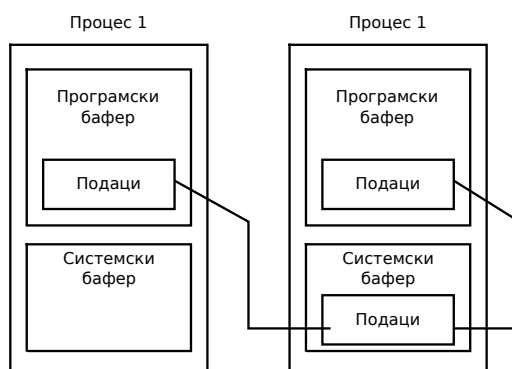 Процес 1
Програмски
бафер
Подаци
Системски
бафер
Процес 1
Програмски
бафер
Подаци
Системски
бафер
Подаци